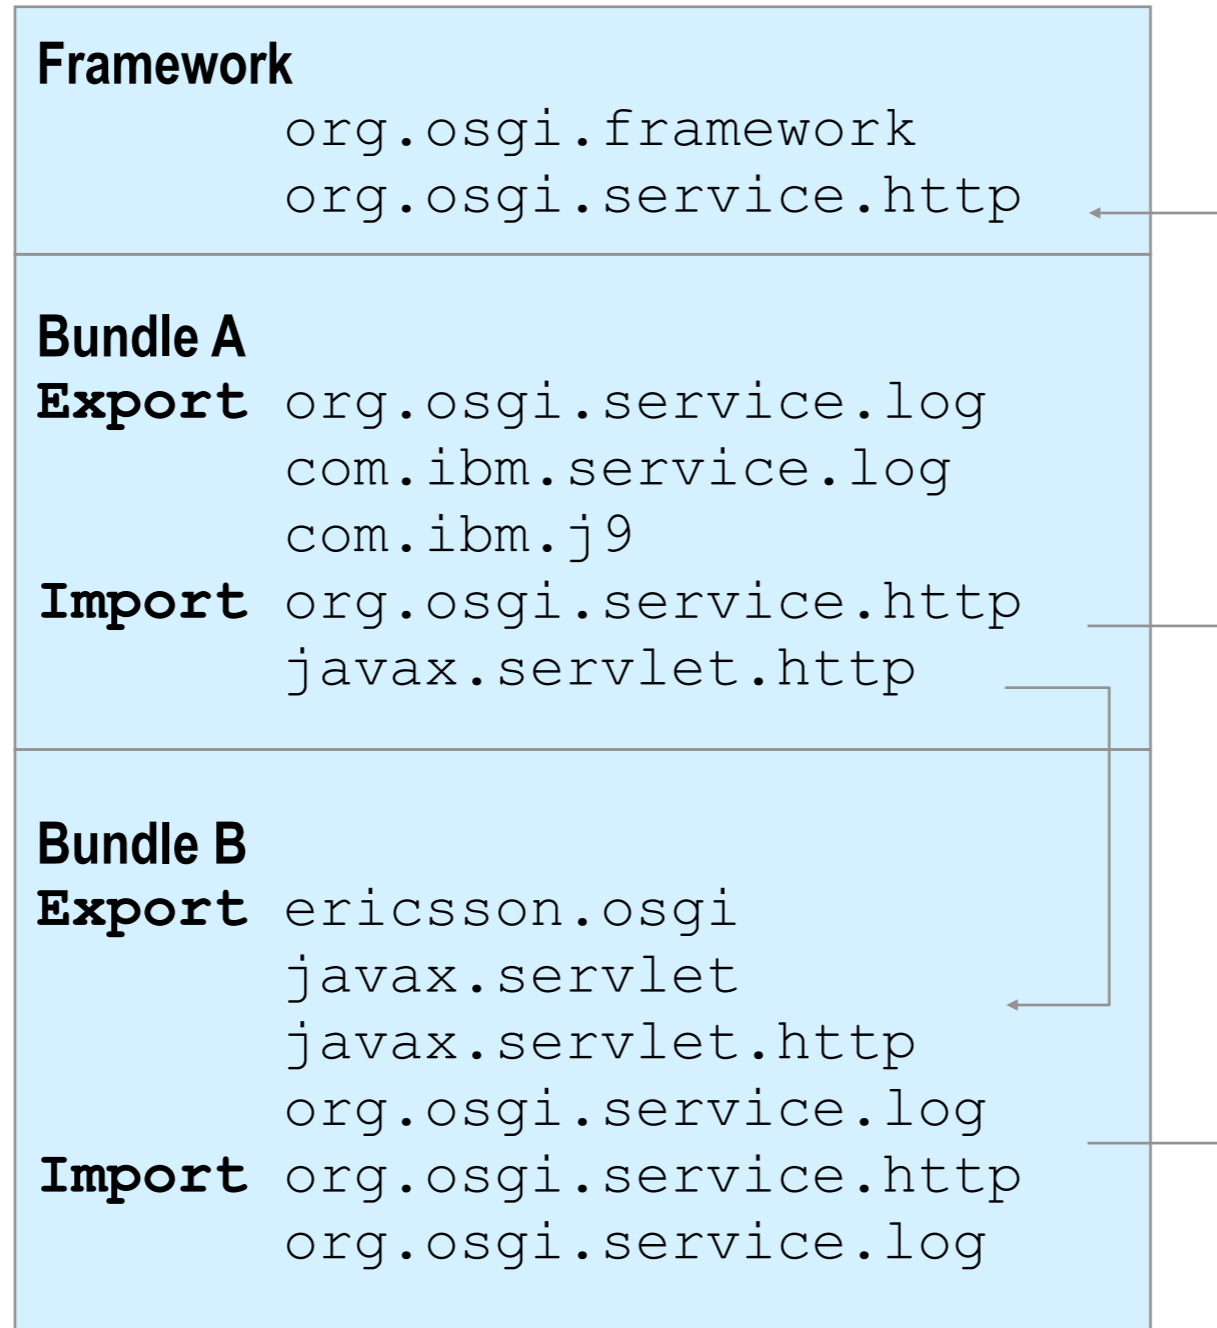 Framework
org.osgi.framework
org.osgi.service.http
Bundle A
Export org.osgi.service.log
com.ibm.service.log
com.ibm.j9
Import org.osgi.service.http
javax.servlet.http
Bundle B
Export ericsson.osgi
javax.servlet
javax.servlet.http
org.osgi.service.log
Import org.osgi.service.http
org.osgi.service.log